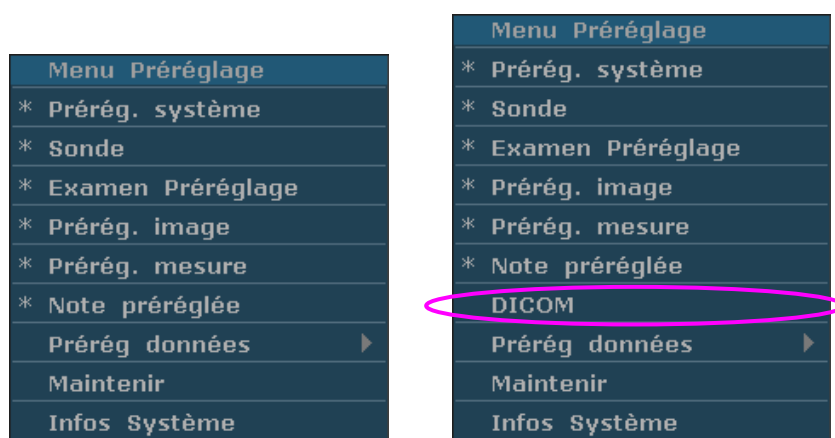 Menu Préréglage
* Prérég. système
* Sonde
* Examen Préréglage
* Prérég. image
* Prérég. mesure
* Note préréglée
Prérég données
Maintenir
Infos Système
Menu Préréglage
* Prérég. système
* Sonde
* Examen Préréglage
* Prérég. image
* Prérég. mesure
* Note préréglée
DICOM
Prérég données
Maintenir
Infos Système